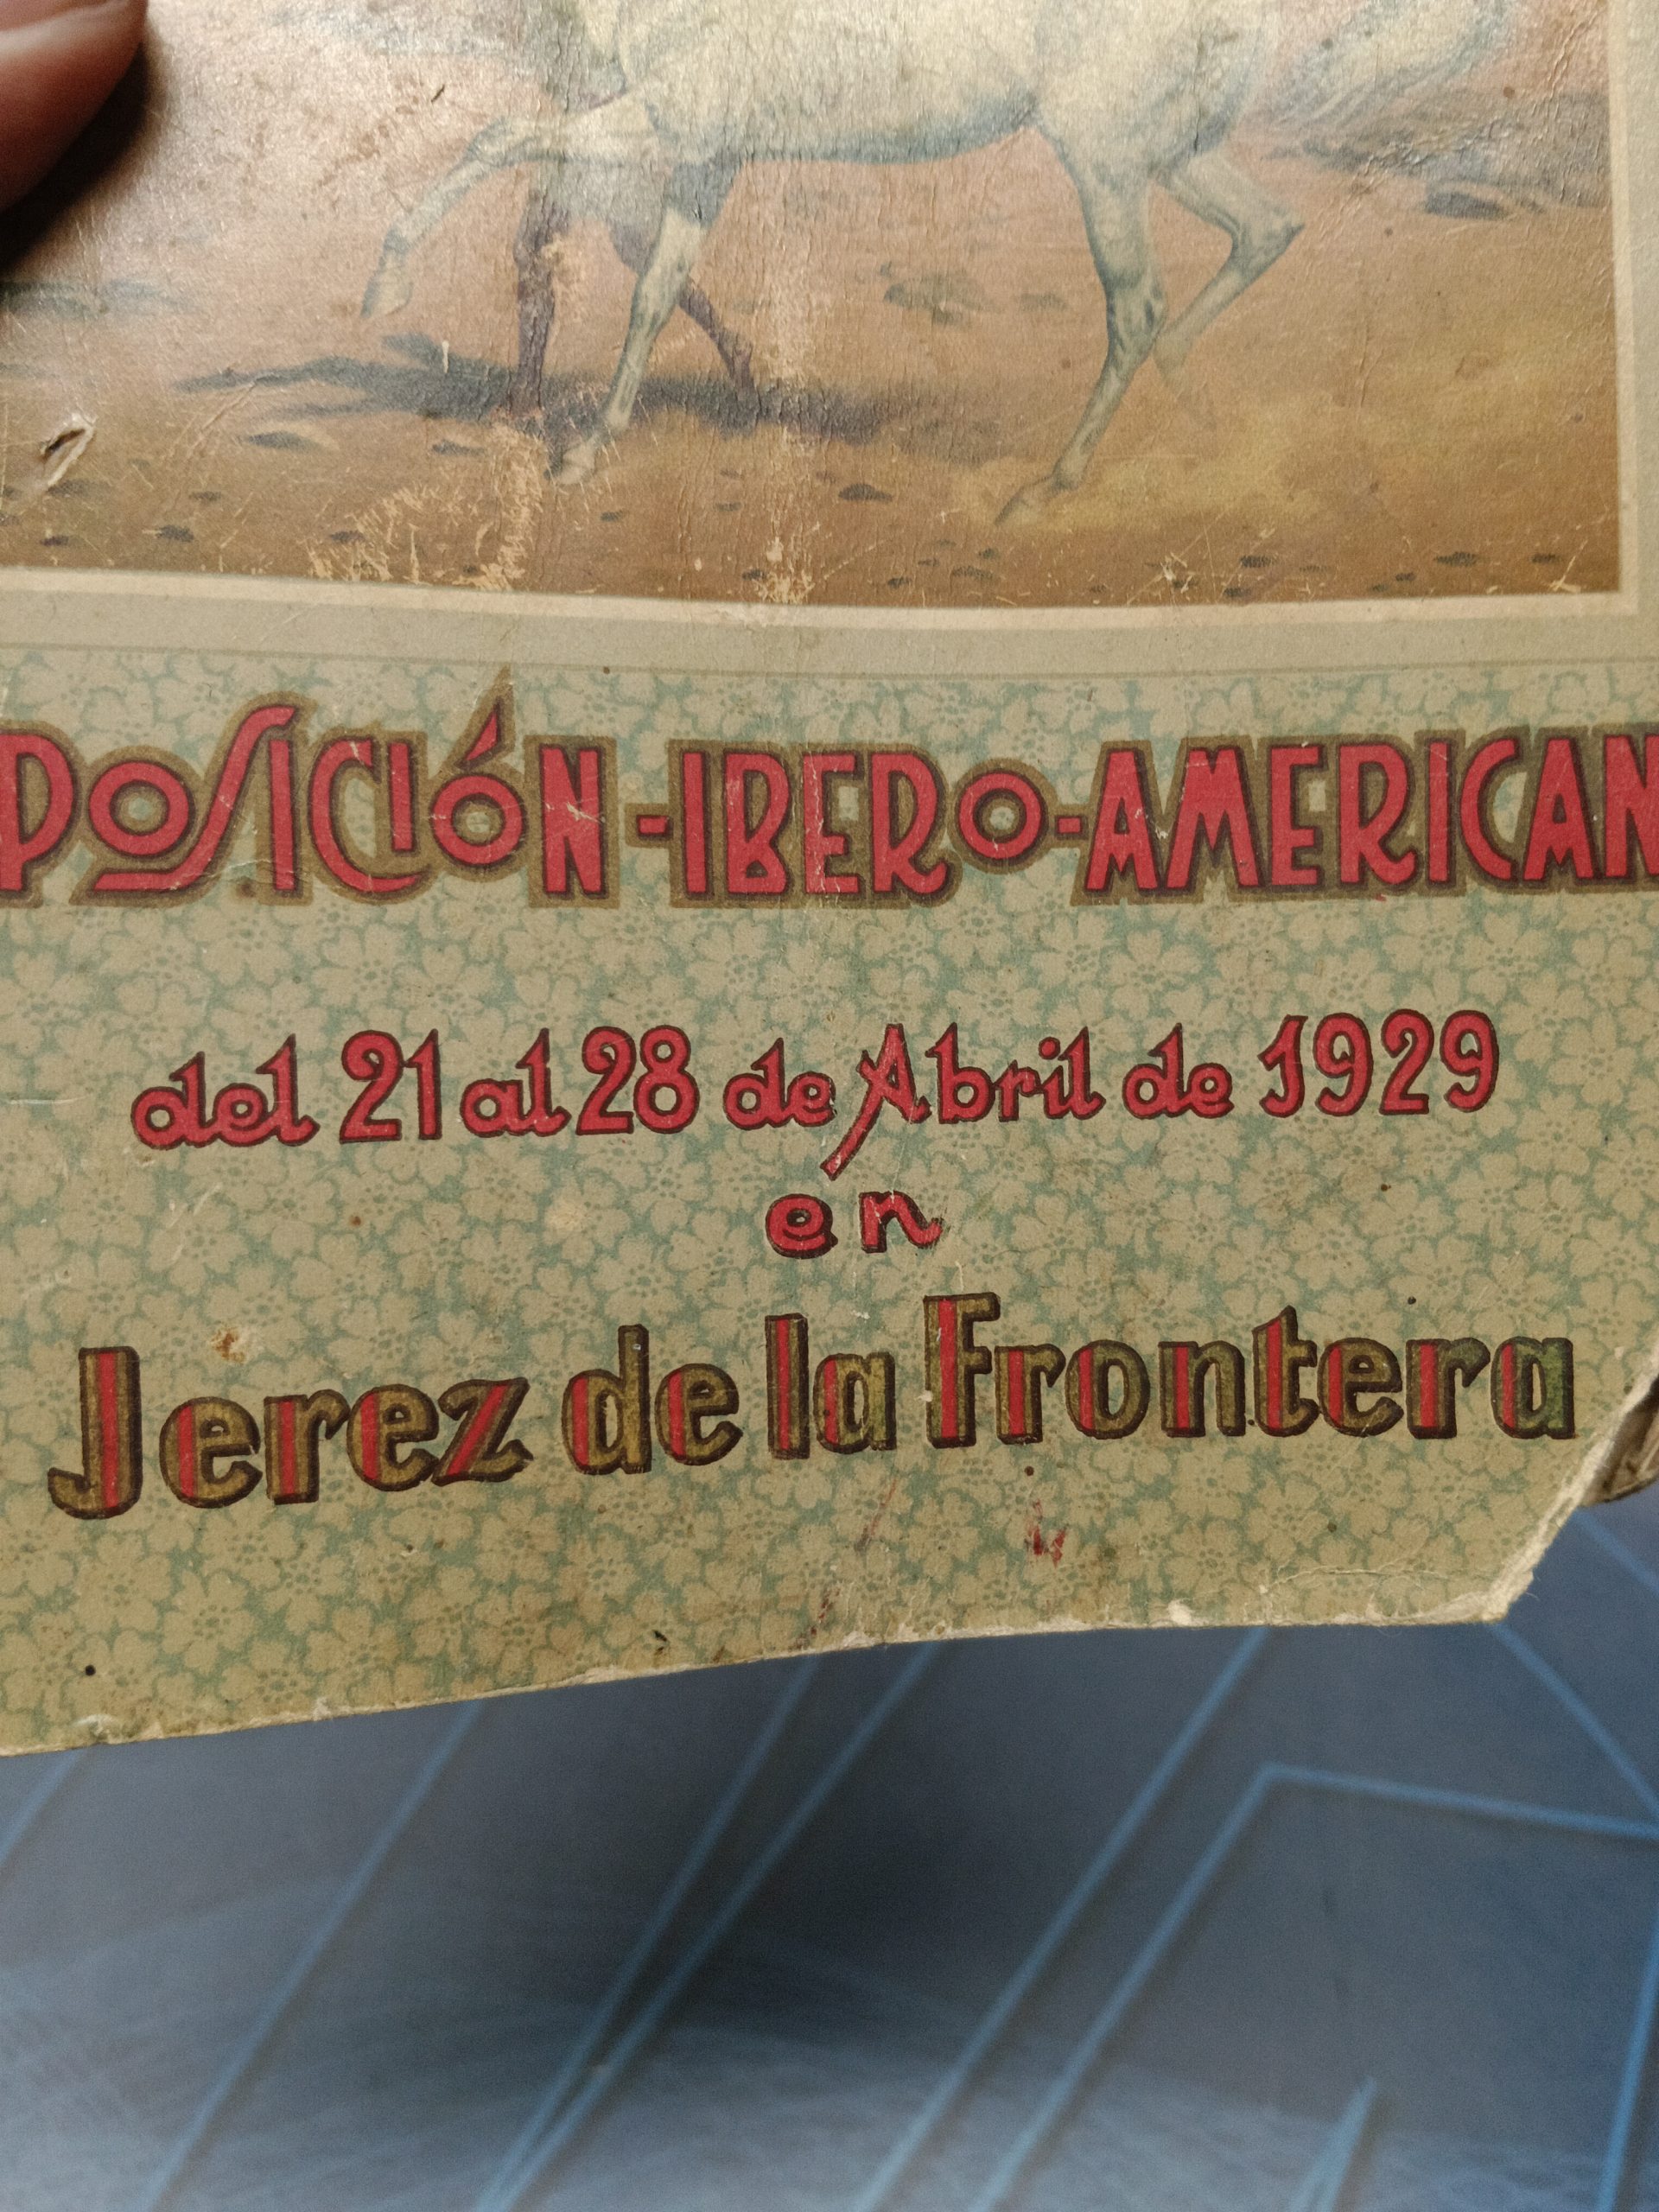 POSICIÓN-IBERO-AMERICAN
del 21 al 28 de Abril de 1929
en
Jerez de la Frontera